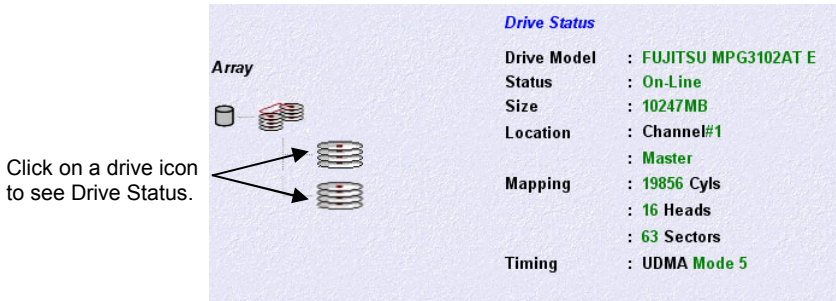 Click on a drive icon
to see Drive Status.
Array
Drive Status
Drive Model : FUJITSU MPG3102AT E
Status : On-Line
Size : 10247MB
Location : Channel#1
: Master
Mapping : 19856 Cyls
: 16 Heads
: 63 Sectors
Timing : UDMA Mode 5